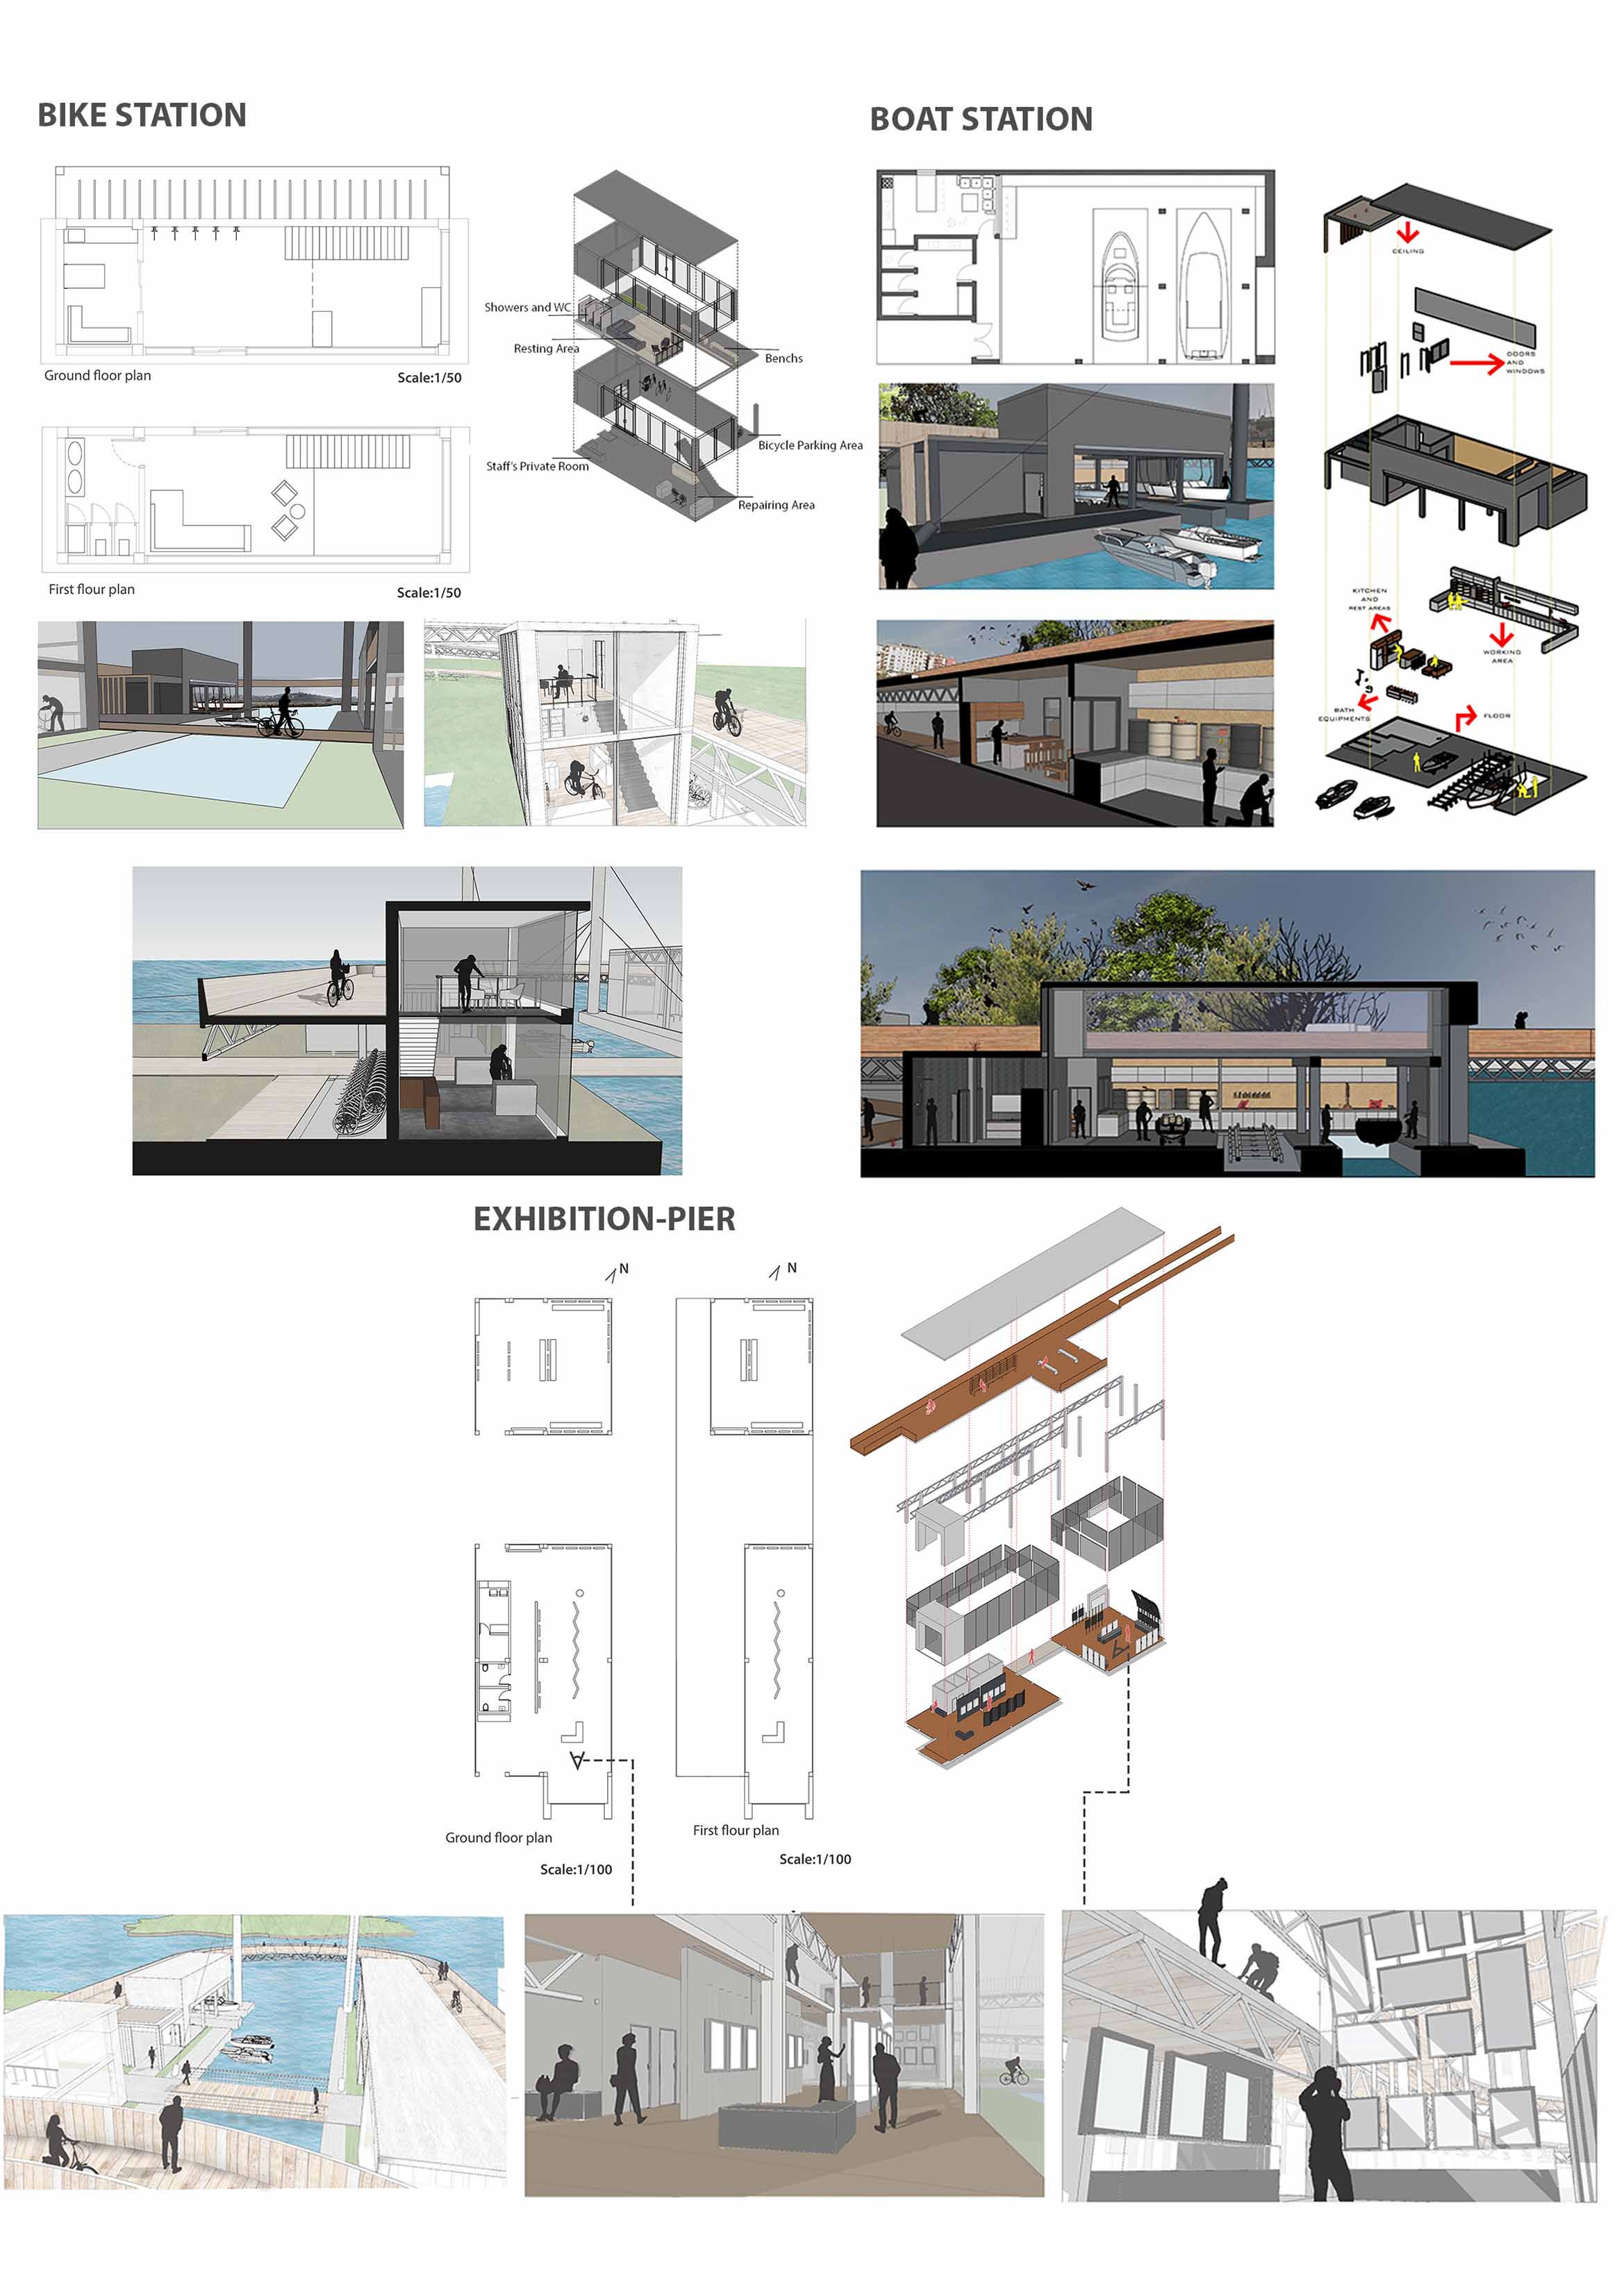 BIKE STATION
Ground floor plan
Scale:1/50
First flour plan
Scale:1/50
Showers and WC
Resting Area
Benchs
Bicycle Parking Area
Staff's Private Room
Repairing Area
BOAT STATION
CEILING
DOORS
AND
WINDOWS
KITCHEN
AND
REST AREAS
WORKING
AREA
BATH
EQUIPMENTS
FLOOR
EXHIBITION-PIER
N
N
Ground floor plan
Scale:1/100
First flour plan
Scale:1/100